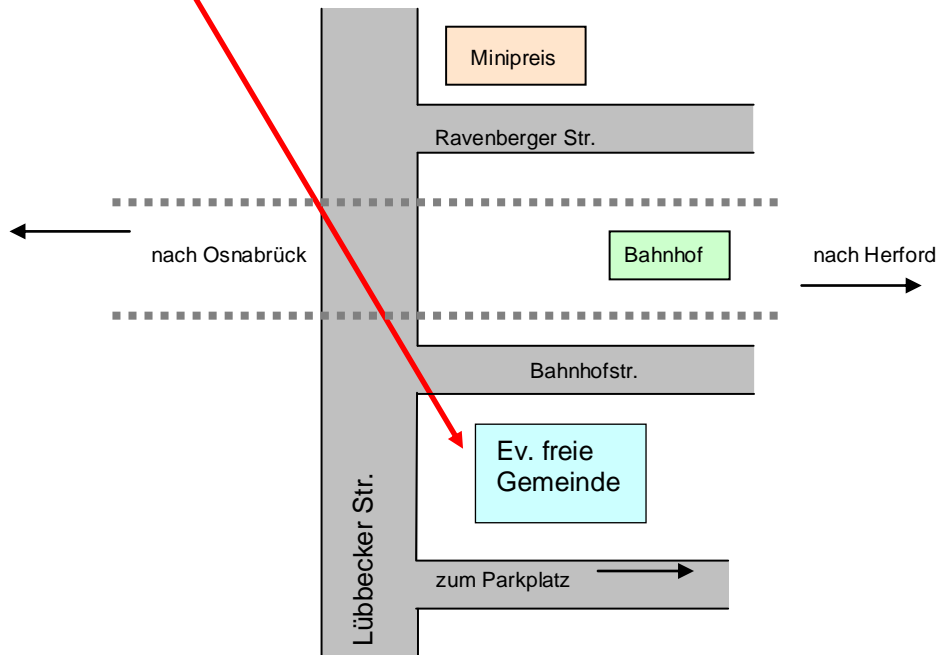 Minipreis
Ravenberger Str.
nach Osnabrück
Bahnhof
nach Herford
Bahnhofstr.
Ev. freie
Gemeinde
Lübbecker Str.
zum Parkplatz